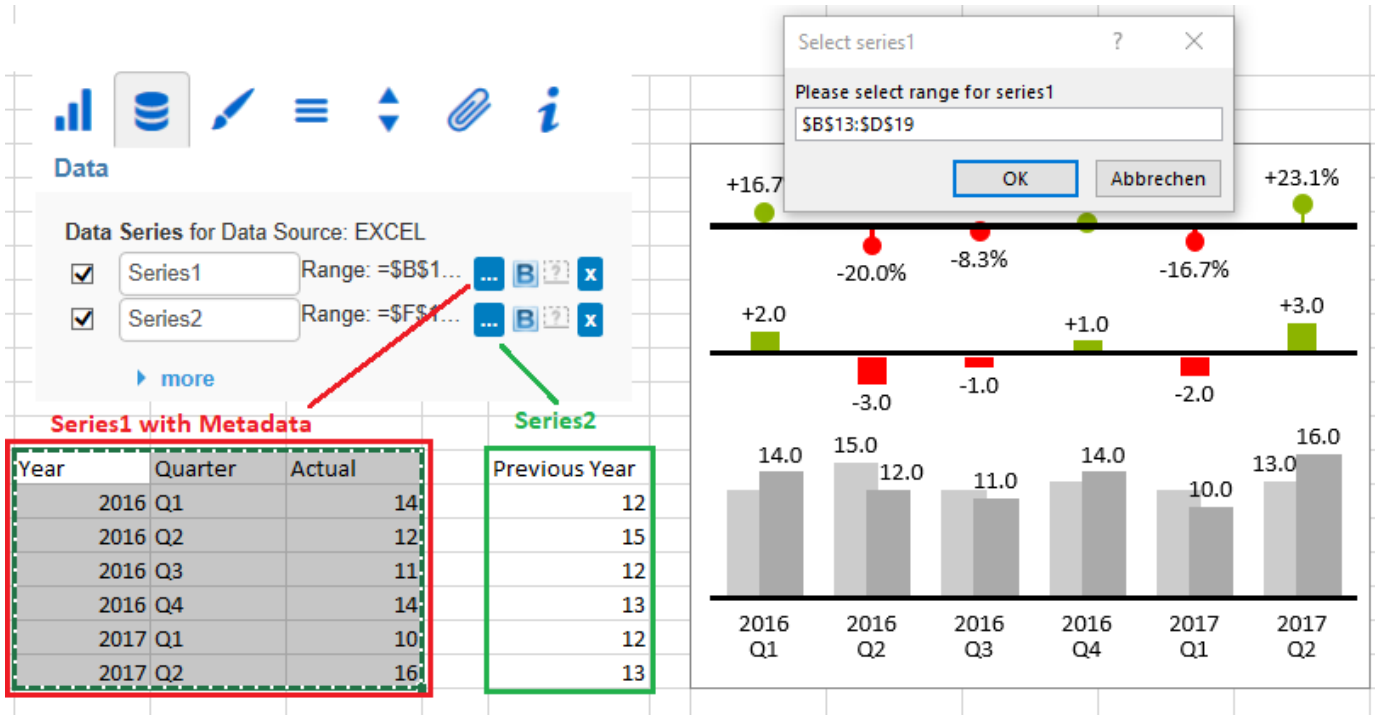 Select series1 ?
Please select range for series1
$B$13:$D$19
OK Abbrechen
Data
Data Series for Data Source: EXCEL
Series1 Range: =$B$1... ... B ? x
Series2 Range: =$F$1... ... B ? x
more
Series1 with Metadata
Series2
Year Quarter Actual Previous Year
2016 Q1 14 12
2016 Q2 12 15
2016 Q3 11 12
2016 Q4 14 13
2017 Q1 10 12
2017 Q2 16 13
+16.7 +23.1%
-20.0% -8.3% -16.7%
+2.0 +1.0 +3.0
-3.0 -1.0 -2.0
14.0 15.0 12.0 11.0 14.0 10.0 13.0 16.0
2016 2016 2016 2016 2017 2017
Q1 Q2 Q3 Q4 Q1 Q2